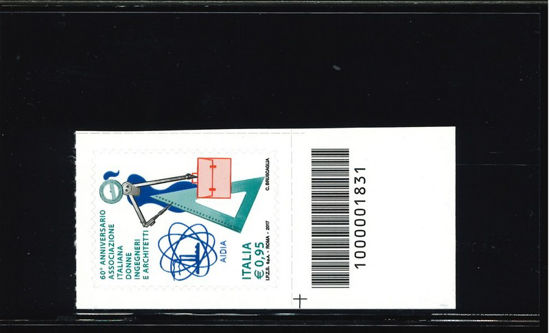 60° ANNIVERSARIO
ASSOCIAZIONE
ITALIANA
DONNE
INGEGNERI
E ARCHITETTI
AIDIA
ITALIA
€ 0,95
I.P.Z.S. S.p.A. - ROMA - 2017
C. BRUSCAGLIA
1000001831